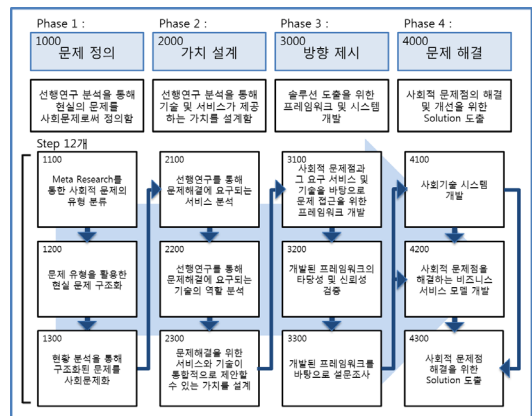 Phase 1 :
Phase 2 :
Phase 3 :
Phase 4 :
1000
문제 정의
2000
가치 설계
3000
방향 제시
4000
문제 해결
선행연구 분석을 통해
현실의 문제를
사회문제로써 정의함
선행연구 분석을 통해
기술 및 서비스가 제공
하는 가치를 설계함
솔루션 도출을 위한
프레임워크 및 시스템
개발
사회적 문제점의 해결
및 개선을 위한
Solution 도출
Step 12개
1100
Meta Research를
통한 사회적 문제의
유형 분류
2100
선행연구를 통해
문제해결에 요구되는
서비스 분석
3100
사회적 문제점과
그 요구 서비스 및
기술을 바탕으로
문제 접근을 위한
프레임워크 개발
4100
사회기술 시스템
개발
1200
문제 유형을 활용한
현실 문제 구조화
2200
선행연구를 통해
문제해결에 요구되는
기술의 역할 분석
3200
개발된 프레임워크의
타당성 및 신뢰성
검증
4200
사회적 문제점을
해결하는 비즈니스
서비스 모델 개발
1300
현황 분석을 통해
구조화된 문제를
사회문제화
2300
문제해결을 위한
서비스와 기술이
통합적으로 제안할
수 있는 가치를 설계
3300
개발된 프레임워크를
바탕으로 설문조사
4300
사회적 문제점
해결을 위한
Solution 도출